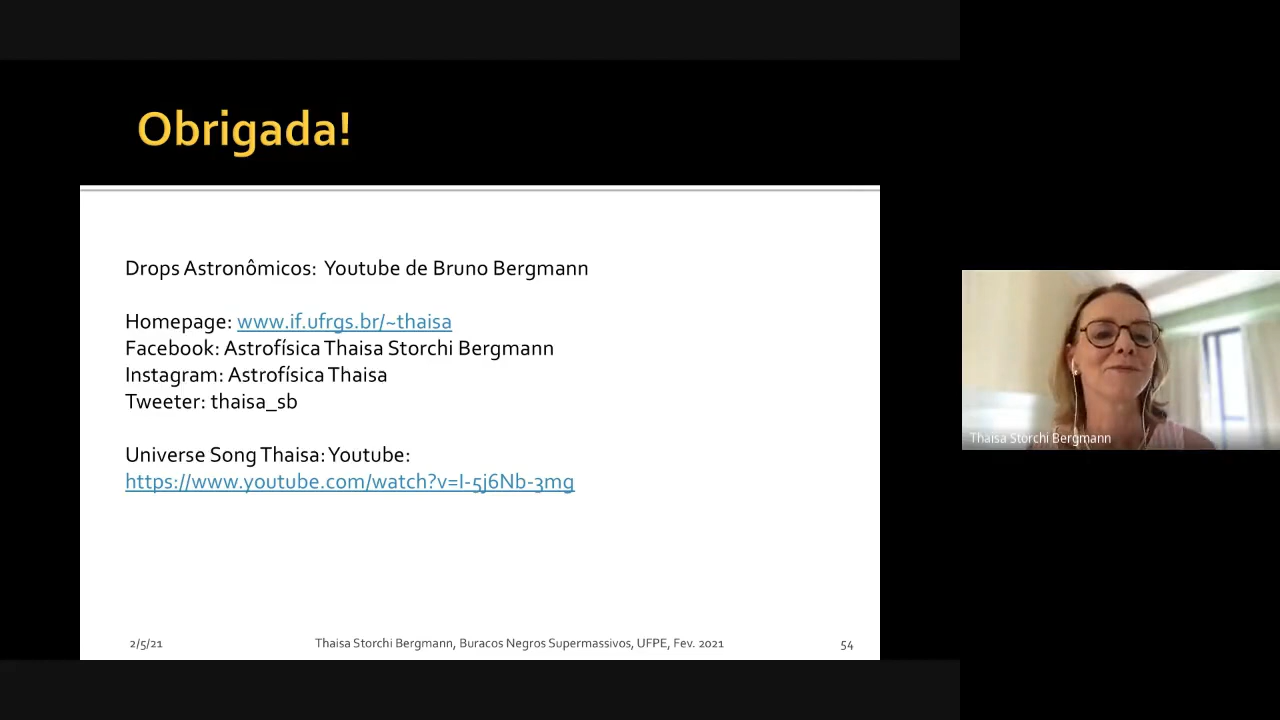 Obrigada!
Drops Astronômicos: Youtube de Bruno Bergmann
Homepage: www.if.ufrgs.br/~thaisa
Facebook: Astrofísica Thaisa Storchi Bergmann
Instagram: Astrofísica Thaisa
Tweeter: thaisa_sb
Universe Song Thaisa: Youtube:
https://www.youtube.com/watch?v=I-5j6Nb-3mg
2/5/21 Thaisa Storchi Bergmann, Buracos Negros Supermassivos, UFPE, Fev. 2021 54
Thaisa Storchi Bergmann